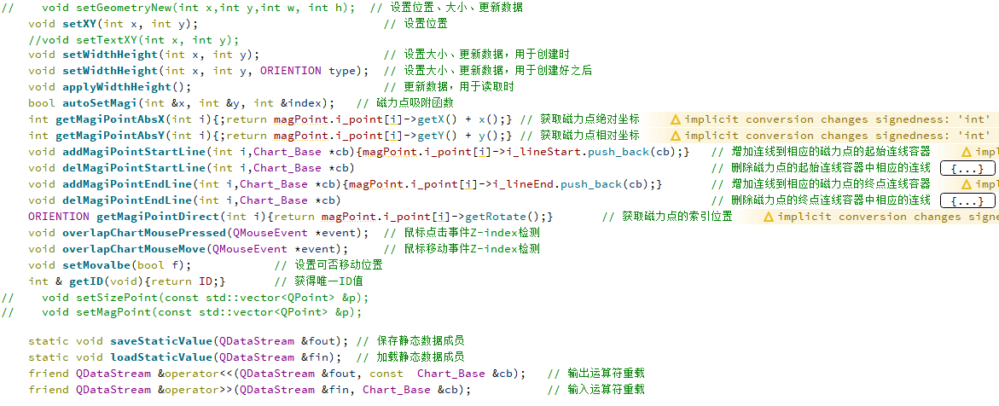 //    void setGeometryNew(int x,int y,int w, int h);  // 设置位置、大小、更新数据
void setXY(int x, int y);  // 设置位置
//void setTextXY(int x, int y);
void setWidthHeight(int x, int y);  // 设置大小、更新数据，用于创建时
void setWidthHeight(int x, int y, ORIENTION type);  // 设置大小、更新数据，用于创建好之后
void applyWidthHeight();  // 更新数据，用于读取时
bool autoSetMagi(int &x, int &y, int &index);  // 磁力点吸附函数
int getMagiPointAbsX(int i){;return magPoint.i_point[i]->getX() + x();} // 获取磁力点绝对坐标  implicit conversion changes signedness: 'int'
int getMagiPointAbsY(int i){;return magPoint.i_point[i]->getY() + y();} // 获取磁力点相对坐标  implicit conversion changes signedness: 'int'
void addMagiPointStartLine(int i,Chart_Base *cb){magPoint.i_point[i]->i_lineStart.push_back(cb);}  // 增加连线到相应的磁力点的起始连线容器  impl
void delMagiPointStartLine(int i,Chart_Base *cb)  // 删除磁力点的起始连线容器中相应的连线 {...}
void addMagiPointEndLine(int i,Chart_Base *cb){magPoint.i_point[i]->i_lineEnd.push_back(cb);}  // 增加连线到相应的磁力点的终点连线容器  impl
void delMagiPointEndLine(int i,Chart_Base *cb)  // 删除磁力点的终点连线容器中相应的连线 {...}
ORIENTION getMagiPointDirect(int i){return magPoint.i_point[i]->getRotate();}  // 获取磁力点的索引位置  implicit conversion changes signe
void overlapChartMousePressed(QMouseEvent *event);  // 鼠标点击事件Z-index检测
void overlapChartMouseMove(QMouseEvent *event);  // 鼠标移动事件Z-index检测
void setMovalbe(bool f);  // 设置可否移动位置
int & getID(void){return ID;}  // 获得唯一ID值
//    void setSizePoint(const std::vector<QPoint> &p);
//    void setMagPoint(const std::vector<QPoint> &p);
static void saveStaticValue(QDataStream &fout); // 保存静态数据成员
static void loadStaticValue(QDataStream &fin);  // 加载静态数据成员
friend QDataStream &operator<<(QDataStream &fout, const  Chart_Base &cb);  // 输出运算符重载
friend QDataStream &operator>>(QDataStream &fin, Chart_Base &cb);  // 输入运算符重载